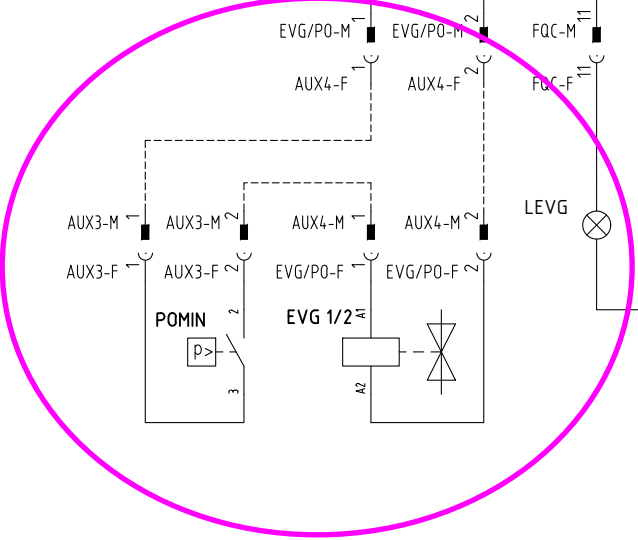 EVG/PO-M 1 EVG/PO-M 2 FQC-M 11
AUX4-F 1 AUX4-F 2 FQC-F 11
LEVG
AUX3-M 1 AUX3-M 2 AUX4-M 1 AUX4-M 2
AUX3-F 1 AUX3-F 2 EVG/PO-F 1 EVG/PO-F 2
POMIN 2 EVG 1/2 A1
P>
3 A2